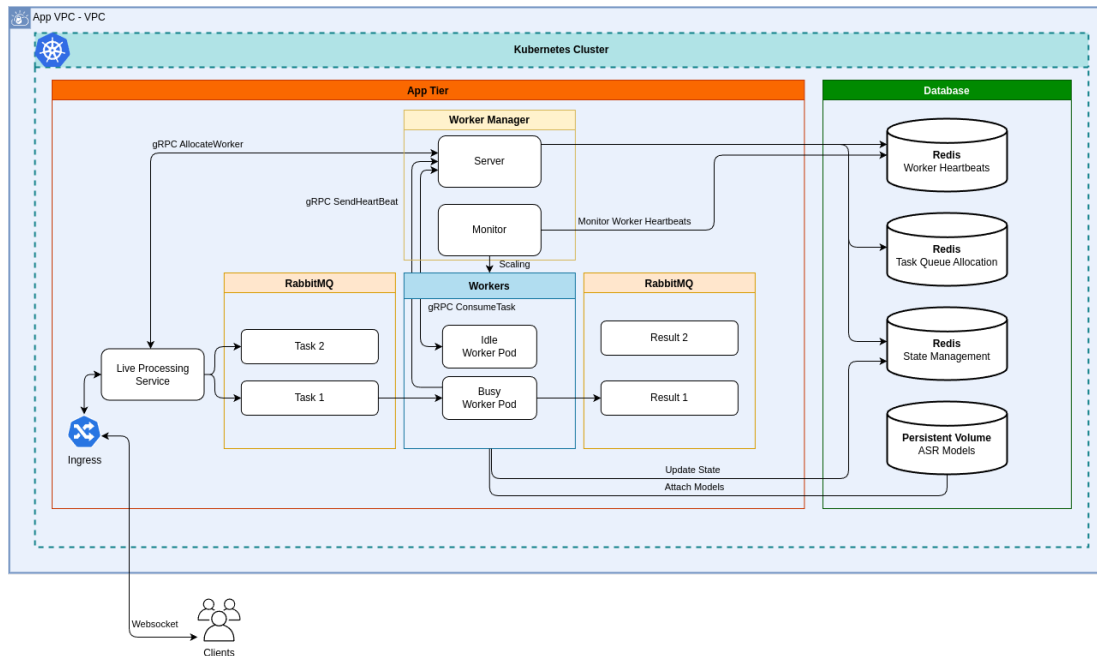 App VPC - VPC
Kubernetes Cluster
App Tier
Database
Worker Manager
gRPC AllocateWorker
Server
Redis
Worker Heartbeats
gRPC SendHeartBeat
Monitor
Monitor Worker Heartbeats
Redis
Task Queue Allocation
Scaling
RabbitMQ
Workers
RabbitMQ
gRPC ConsumeTask
Task 2
Idle
Worker Pod
Result 2
Redis
State Management
Live Processing
Service
Task 1
Busy
Worker Pod
Result 1
Persistent Volume
ASR Models
Ingress
Update State
Attach Models
Websocket
Clients